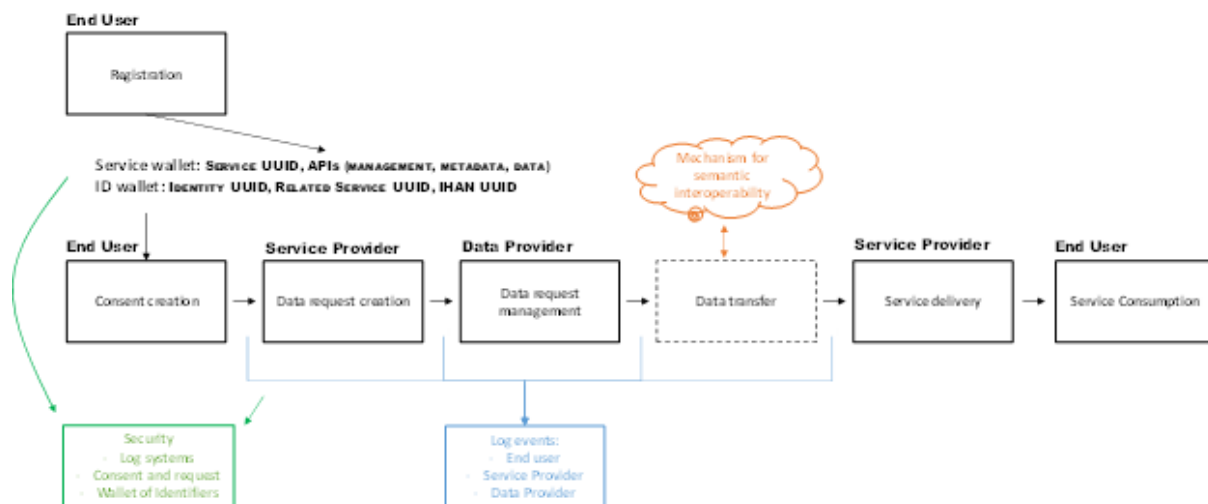 End User
Registration
Service wallet: SERVICE UUID, APIS (MANAGEMENT, METADATA, DATA)
ID wallet: IDENTITY UUID, RELATED SERVICE UUID, IHAN UUID
Mechanism for
semantic
interoperability
@
End User
Service Provider
Data Provider
Service Provider
End User
Consent creation
Data request creation
Data request
management
Data transfer
Service delivery
Service Consumption
Security
- Log systems
- Consent and request
- Wallet of Identifiers
Log events:
- End user
- Service Provider
- Data Provider